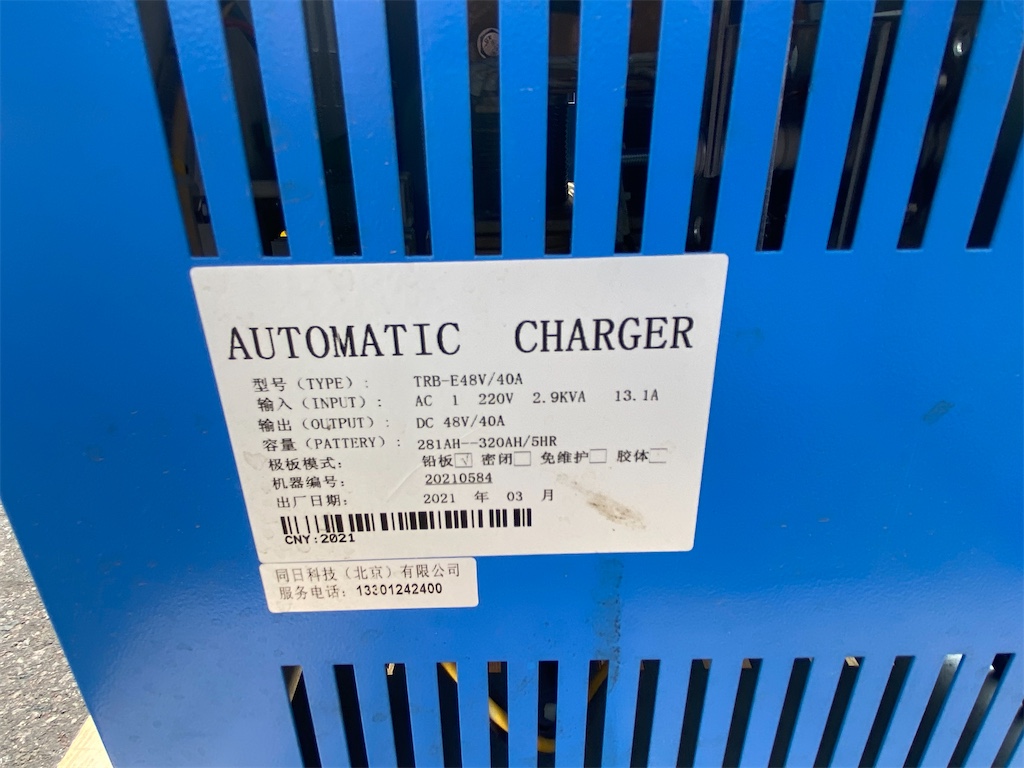 AUTOMATIC CHARGER
型号（TYPE）： TRB-E48V/40A
输入（INPUT）： AC 1 220V 2.9KVA 13.1A
输出（OUTPUT）： DC 48V/40A
容量（PATTERY）： 281AH--320AH/5HR
极板模式： 铅板☑ 密闭□ 免维护□ 胶体□
机器编号： 20210584
出厂日期： 2021 年 03 月
CNY:2021
同日科技（北京）有限公司
服务电话：13301242400